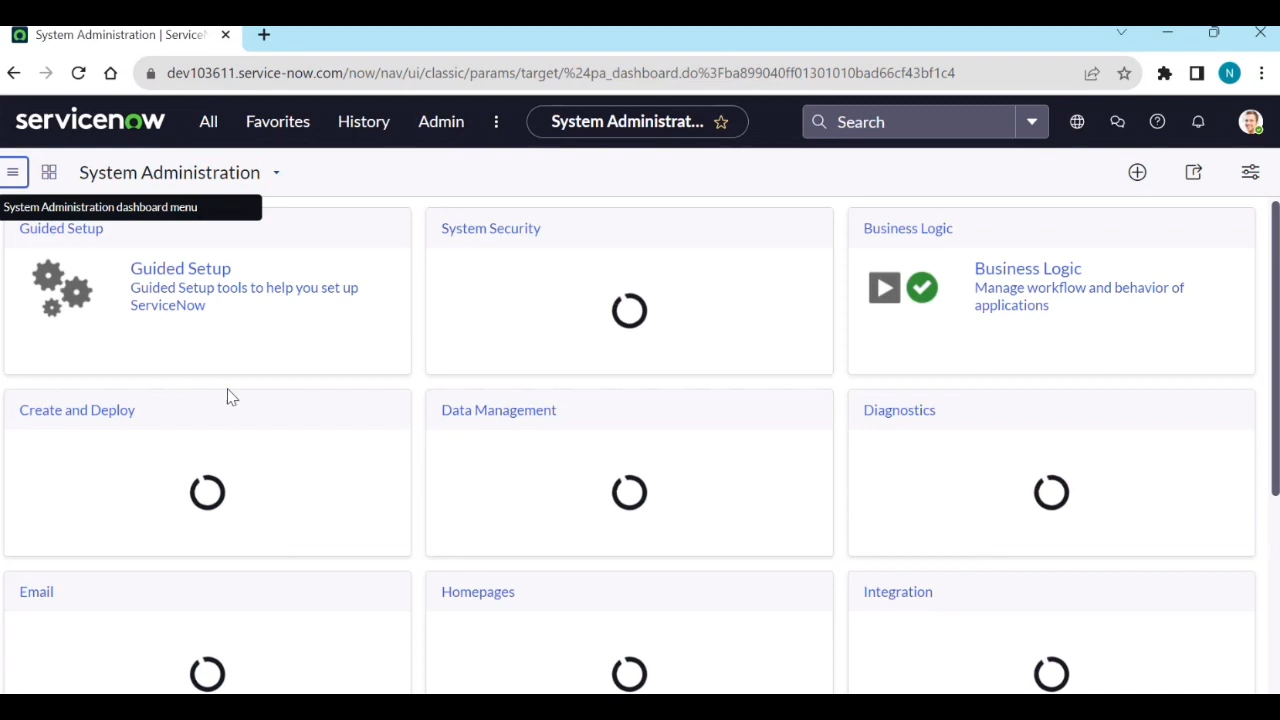 System Administration | Service
dev103611.service-now.com/now/nav/ui/classic/params/target/%24pa_dashboard.do%3Fba899040ff01301010bad66cf43bf1c4
N
servicenow
All
Favorites
History
Admin
System Administrat...
Search
System Administration
System Administration dashboard menu
Guided Setup
System Security
Business Logic
Guided Setup
Guided Setup tools to help you set up
ServiceNow
Business Logic
Manage workflow and behavior of
applications
Create and Deploy
Data Management
Diagnostics
Email
Homepages
Integration